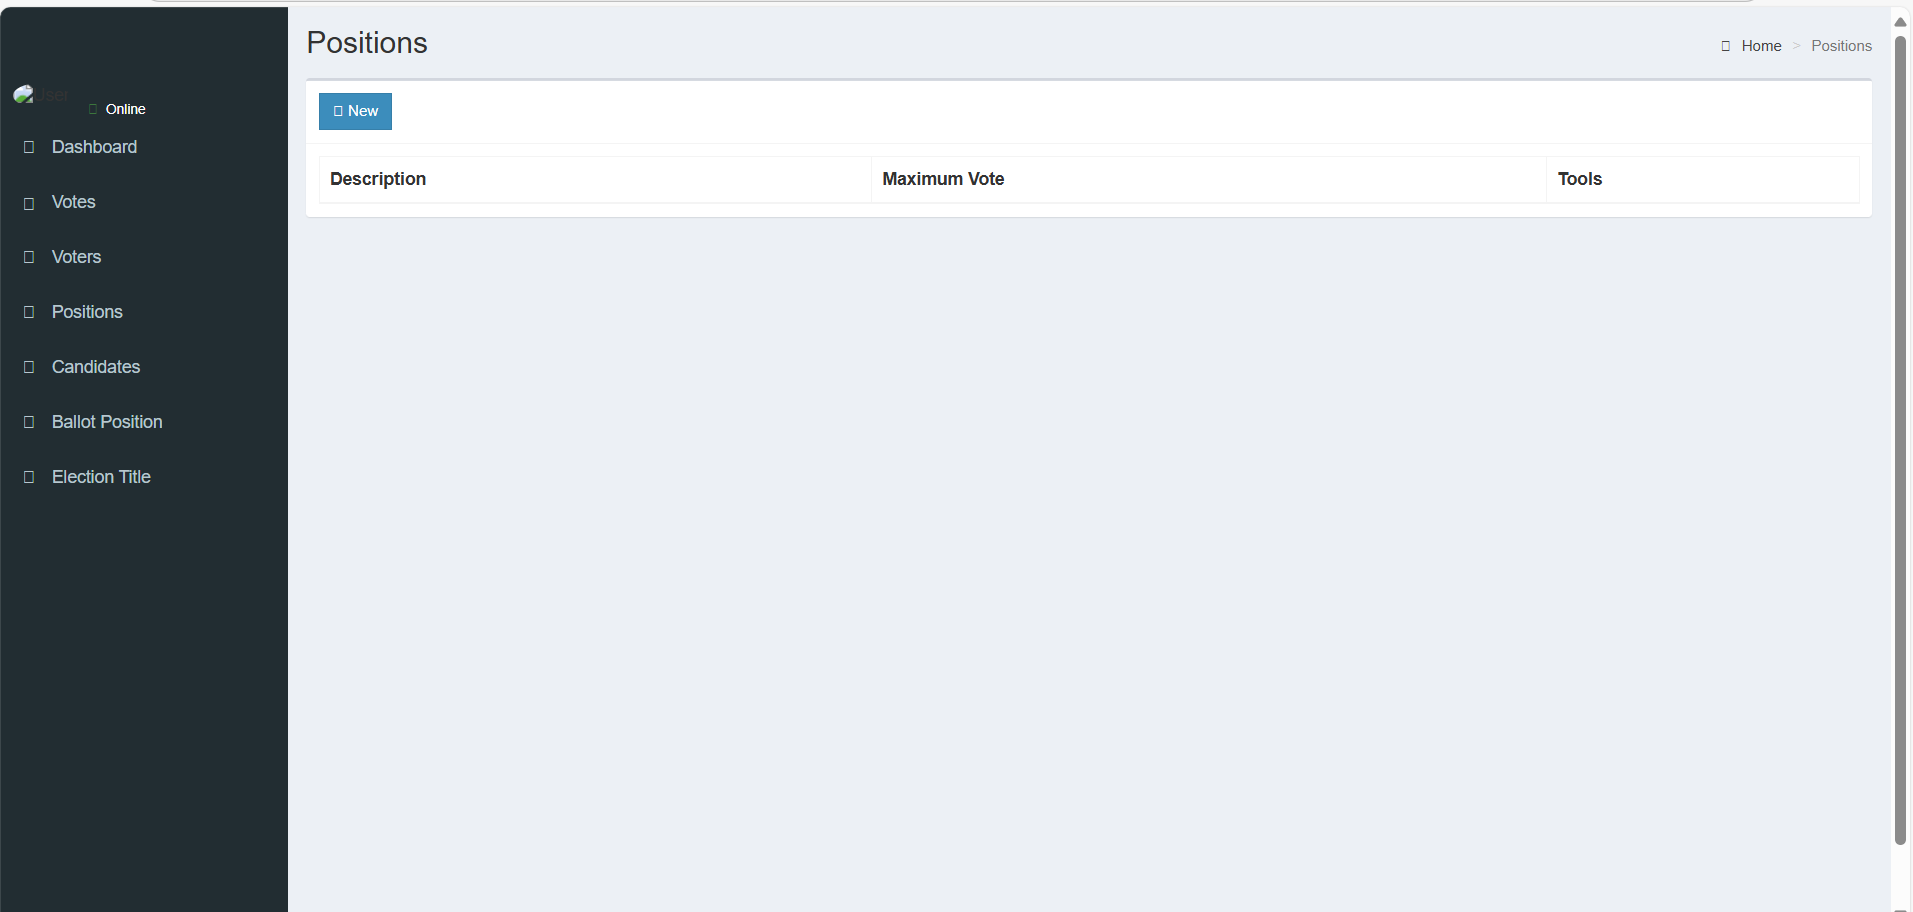 User
Online
Dashboard
Votes
Voters
Positions
Candidates
Ballot Position
Election Title
Positions
Home > Positions
New
Description Maximum Vote Tools